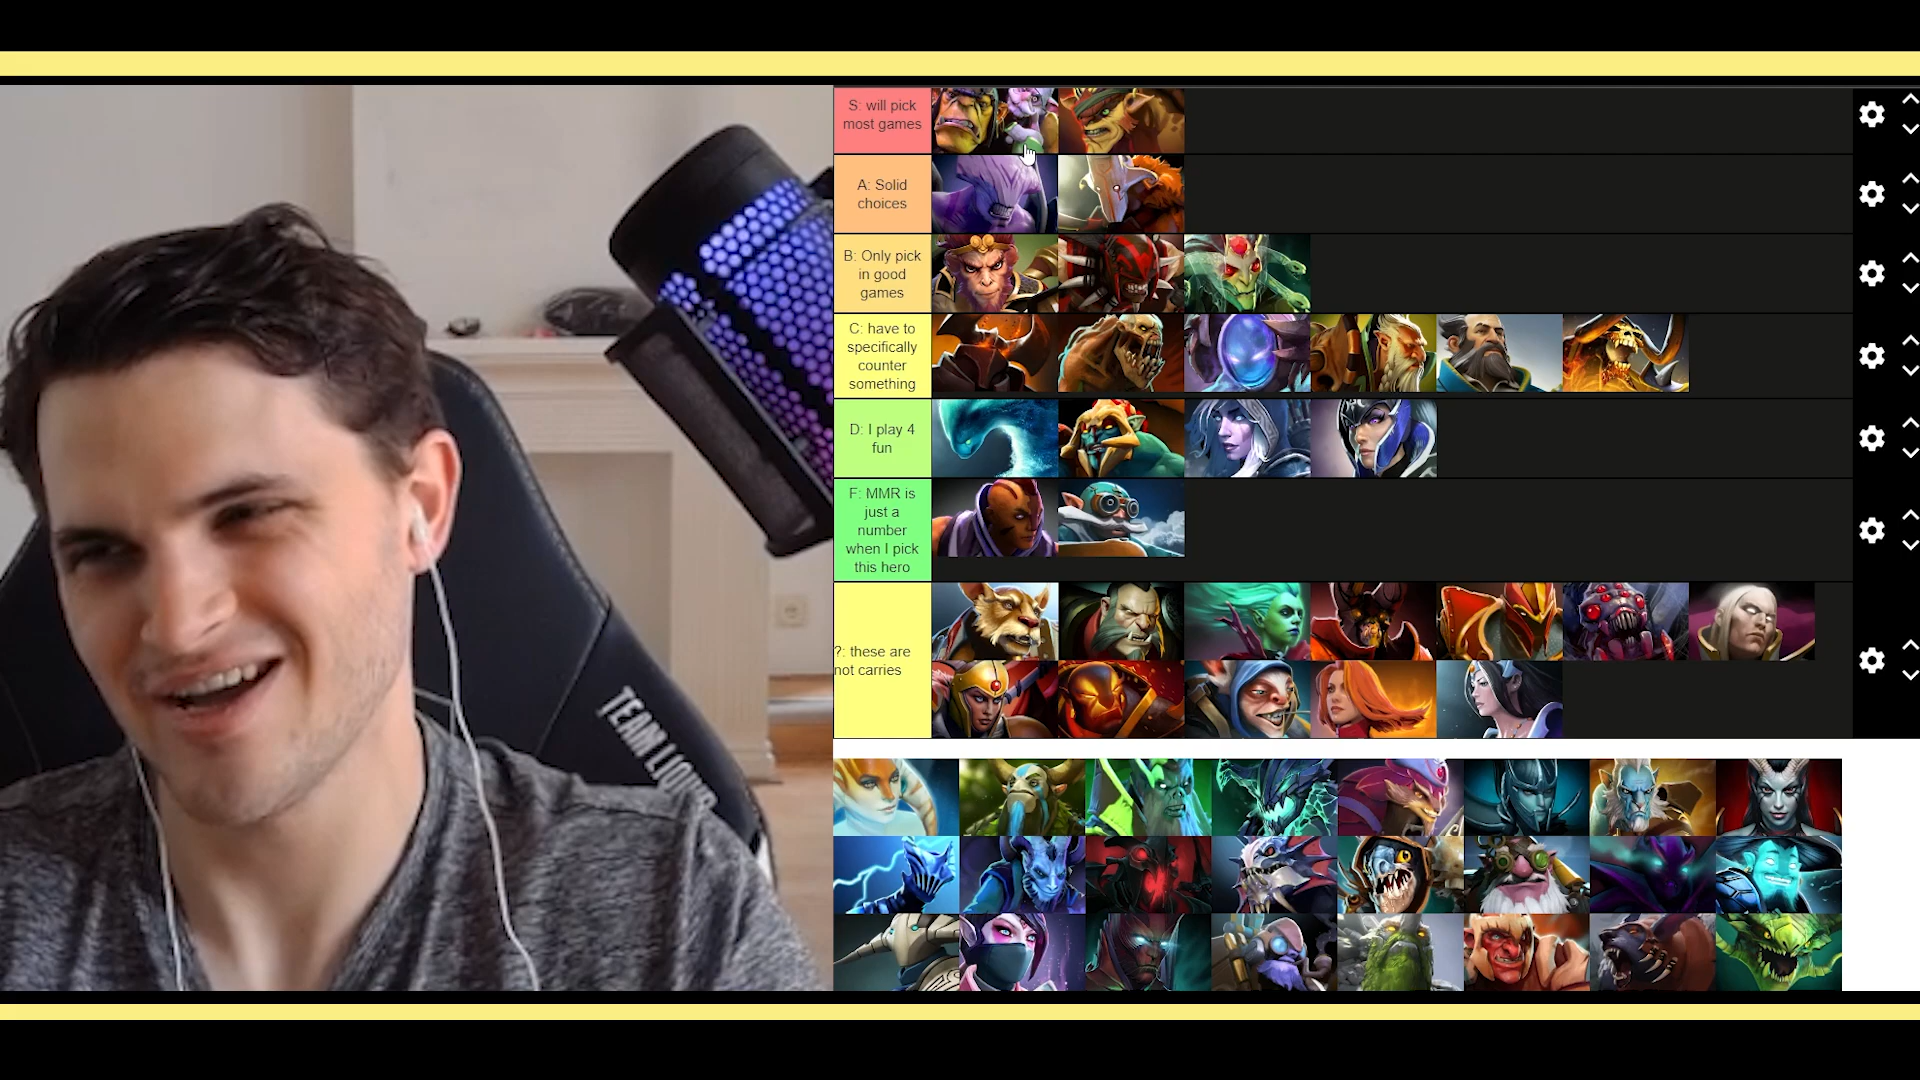 S: will pick
most games
A: Solid
choices
B: Only pick
in good
games
C: have to
specifically
counter
something
D: I play 4
fun
F: MMR is
just a
number
when I pick
this hero
?: these are
not carries
TEAM